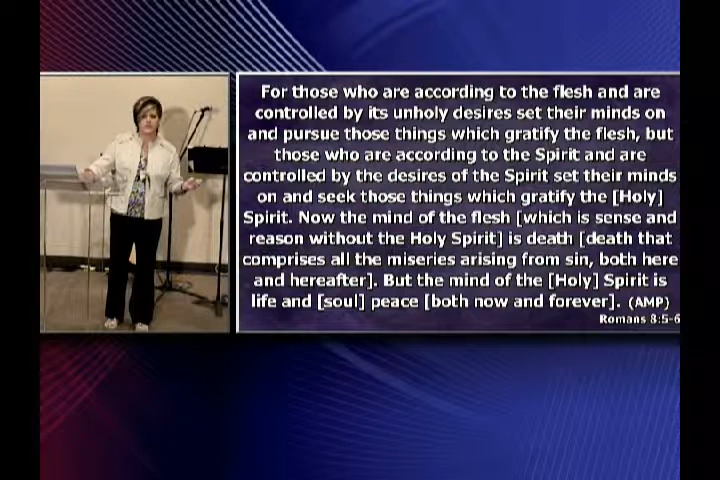 For those who are according to the flesh and are
controlled by its unholy desires set their minds on
and pursue those things which gratify the flesh, but
those who are according to the Spirit and are
controlled by the desires of the Spirit set their minds
on and seek those things which gratify the [Holy]
Spirit. Now the mind of the flesh [which is sense and
reason without the Holy Spirit] is death [death that
comprises all the miseries arising from sin, both here
and hereafter]. But the mind of the [Holy] Spirit is
life and [soul] peace [both now and forever]. (AMP)
Romans 8:5-6